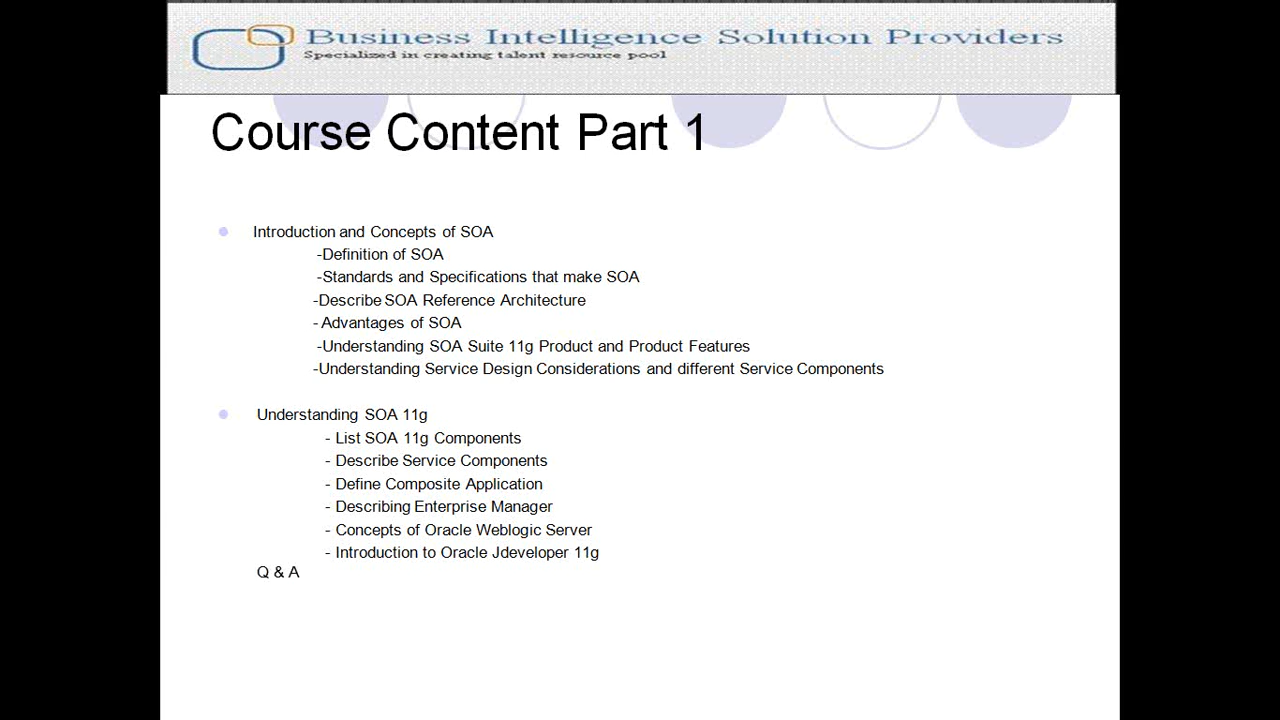 Business Intelligence Solution Providers
Specialized in creating talent resource pool
Course Content Part 1
Introduction and Concepts of SOA
-Definition of SOA
-Standards and Specifications that make SOA
-Describe SOA Reference Architecture
- Advantages of SOA
-Understanding SOA Suite 11g Product and Product Features
-Understanding Service Design Considerations and different Service Components
Understanding SOA 11g
- List SOA 11g Components
- Describe Service Components
- Define Composite Application
- Describing Enterprise Manager
- Concepts of Oracle Weblogic Server
- Introduction to Oracle Jdeveloper 11g
Q & A